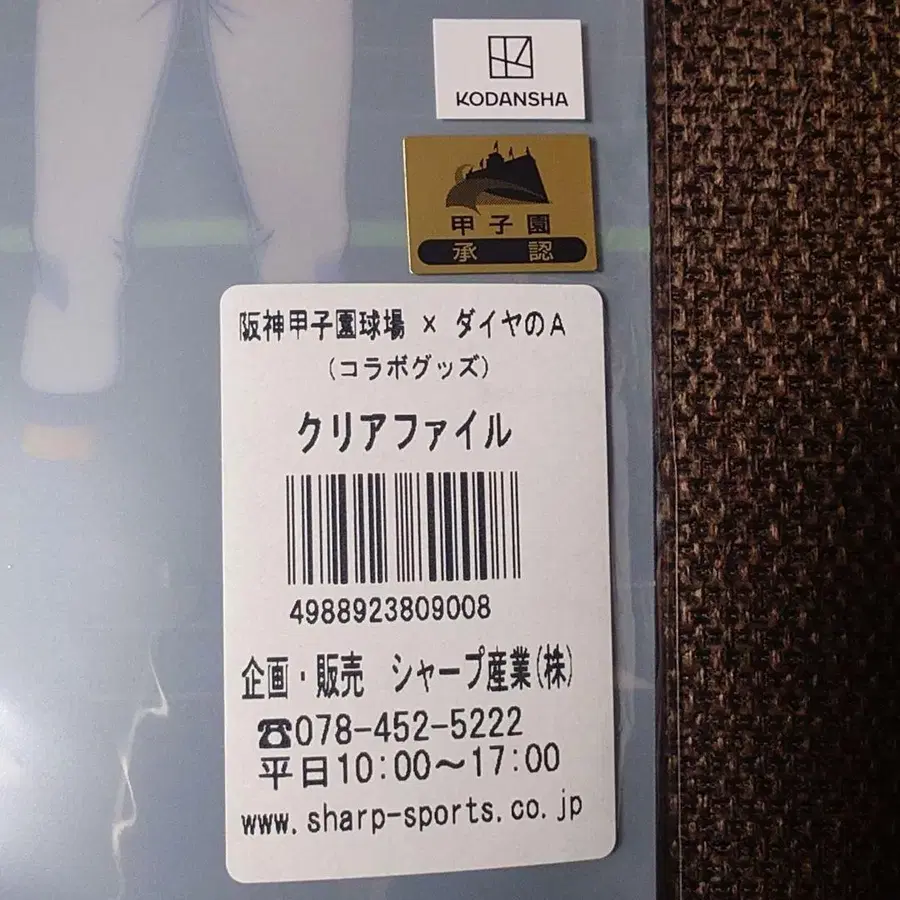 KODANSHA
甲子園
承認
阪神甲子園球場 × ダイヤのA
(コラボグッズ)
クリアファイル
4988923809008
企画・販売 シャープ産業(株)
☎078-452-5222
平日10:00~17:00
www.sharp-sports.co.jp